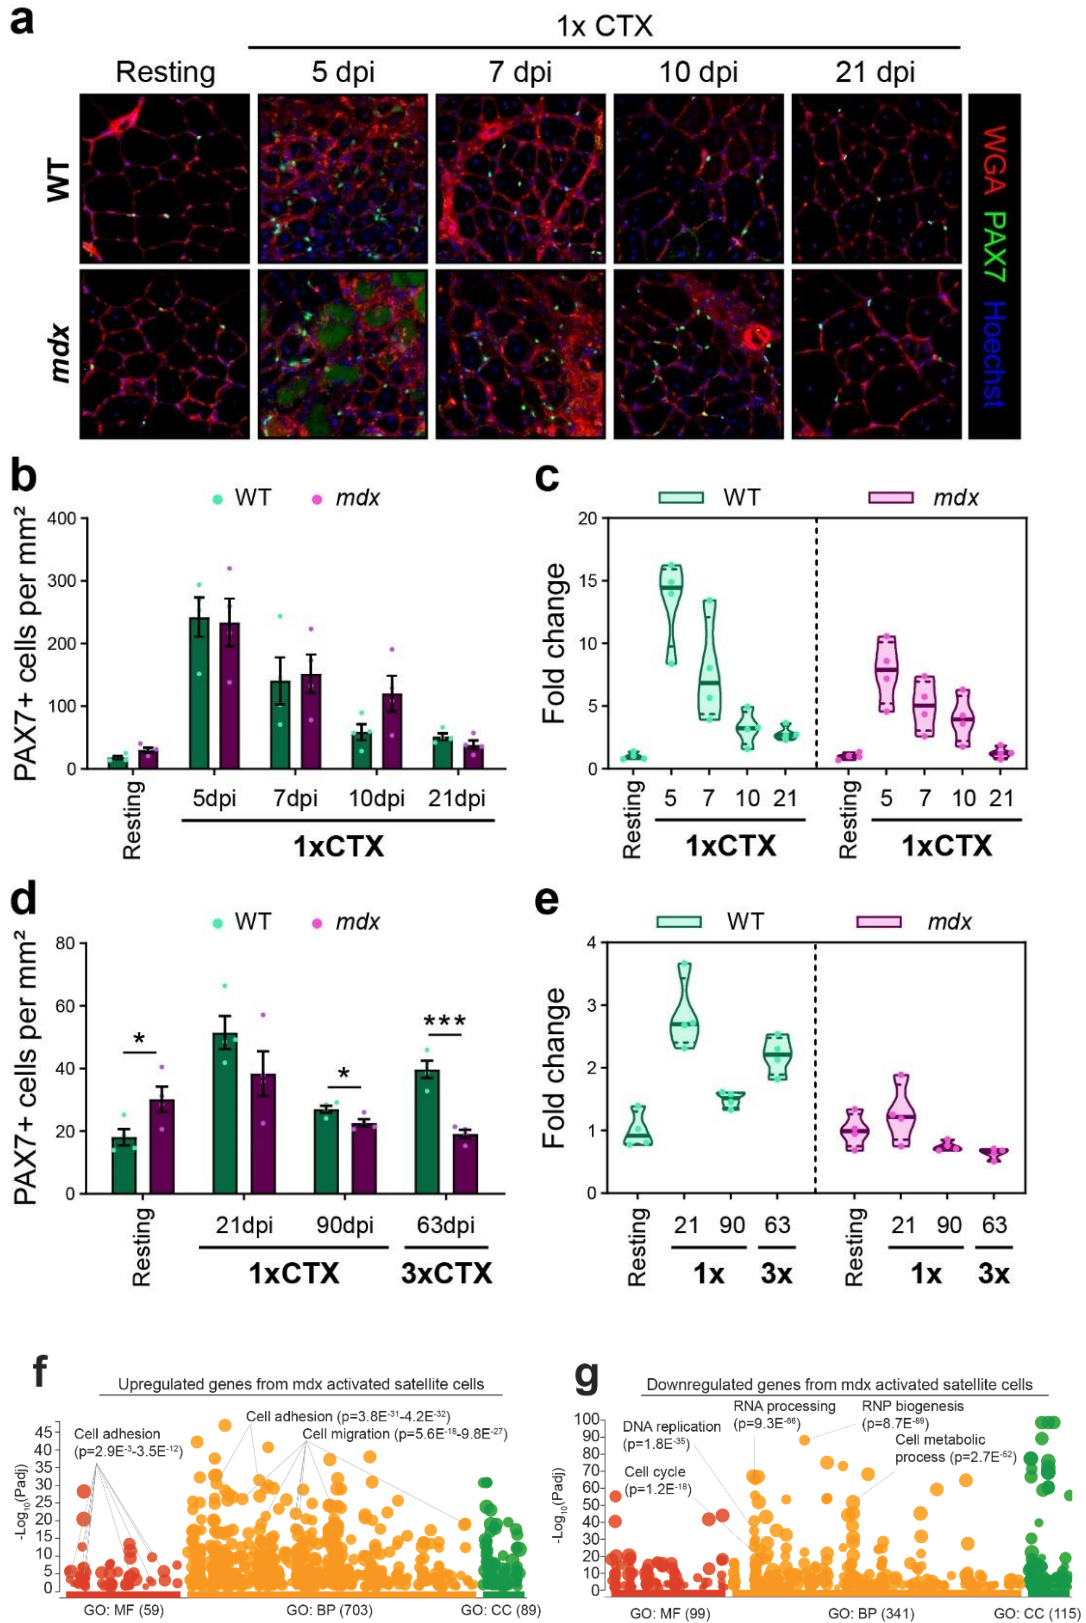 a
1x CTX
Resting
5 dpi
7 dpi
10 dpi
21 dpi
WT
mdx
WGA PAX7 Hoechst
b
WT
mdx
PAX7+ cells per mm²
400
300
200
100
0
Resting
5dpi
7dpi
10dpi
21dpi
1xCTX
c
WT
mdx
Fold change
20
15
10
5
0
Resting
5
7
10
21
1xCTX
Resting
5
7
10
21
1xCTX
d
WT
mdx
PAX7+ cells per mm²
80
60
40
20
0
*
*
***
Resting
21dpi
90dpi
63dpi
1xCTX
3xCTX
e
WT
mdx
Fold change
4
3
2
1
0
Resting
21
90
63
1x
3x
Resting
21
90
63
1x
3x
f
Upregulated genes from mdx activated satellite cells
-Log10(Padj)
45
40
35
30
25
20
15
10
5
0
Cell adhesion
(p=2.9E-3-3.5E-12)
Cell adhesion (p=3.8E-31-4.2E-32)
Cell migration (p=5.6E-18-9.8E-27)
GO: MF (59)
GO: BP (703)
GO: CC (89)
g
Downregulated genes from mdx activated satellite cells
-Log10(Padj)
100
90
80
70
60
50
40
30
20
10
0
DNA replication
(p=1.8E-35)
Cell cycle
(p=1.2E-18)
RNA processing
(p=9.3E-66)
RNP biogenesis
(p=8.7E-89)
Cell metabolic
process (p=2.7E-52)
GO: MF (99)
GO: BP (341)
GO: CC (115)